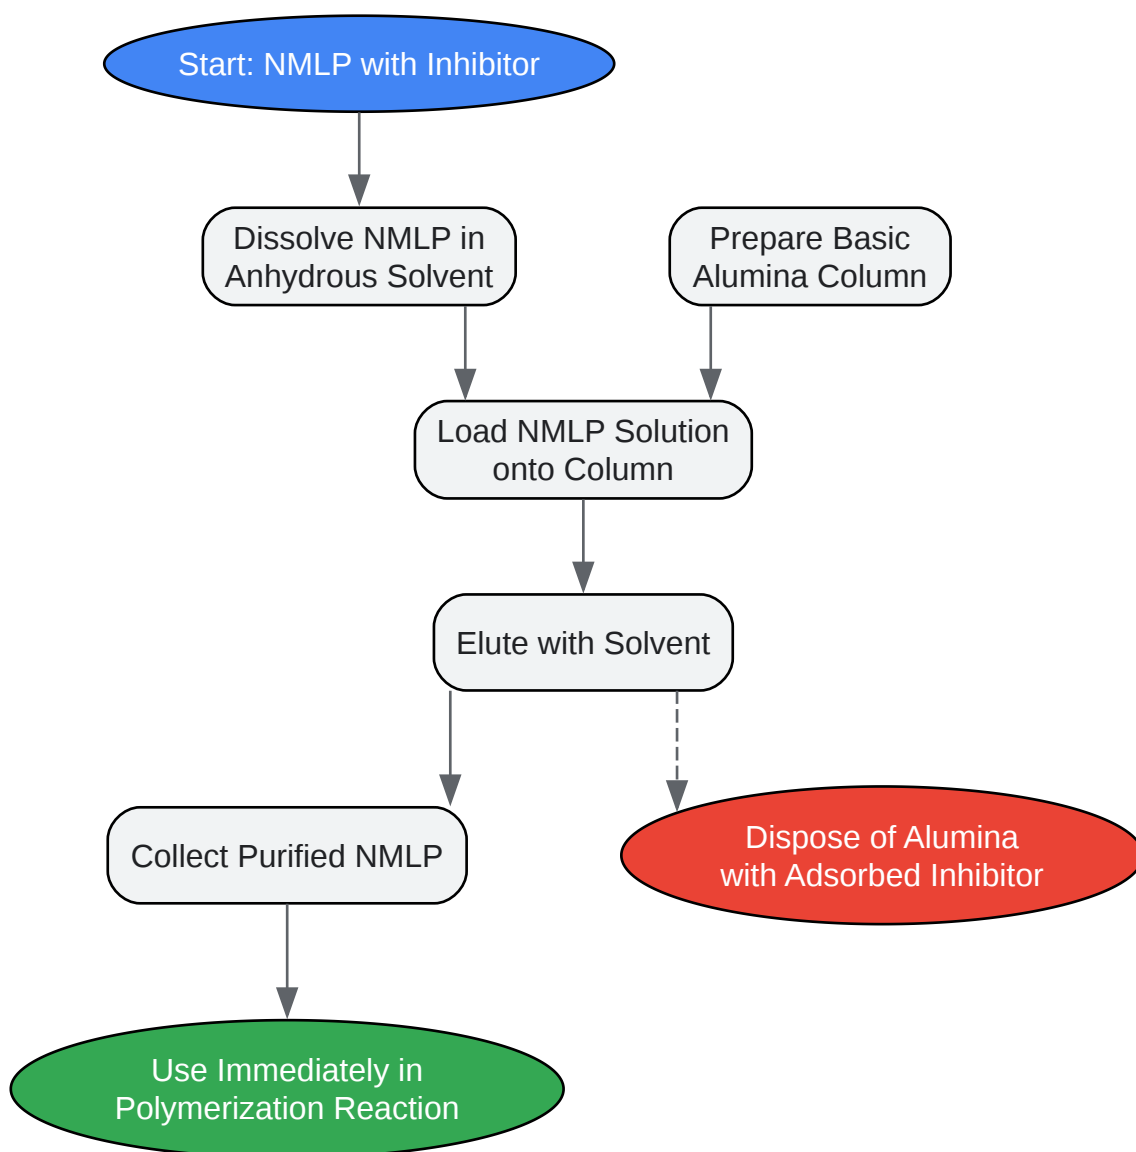 Start: NMLP with Inhibitor
Dissolve NMLP in
Anhydrous Solvent
Prepare Basic
Alumina Column
Load NMLP Solution
onto Column
Elute with Solvent
Collect Purified NMLP
Dispose of Alumina
with Adsorbed Inhibitor
Use Immediately in
Polymerization Reaction